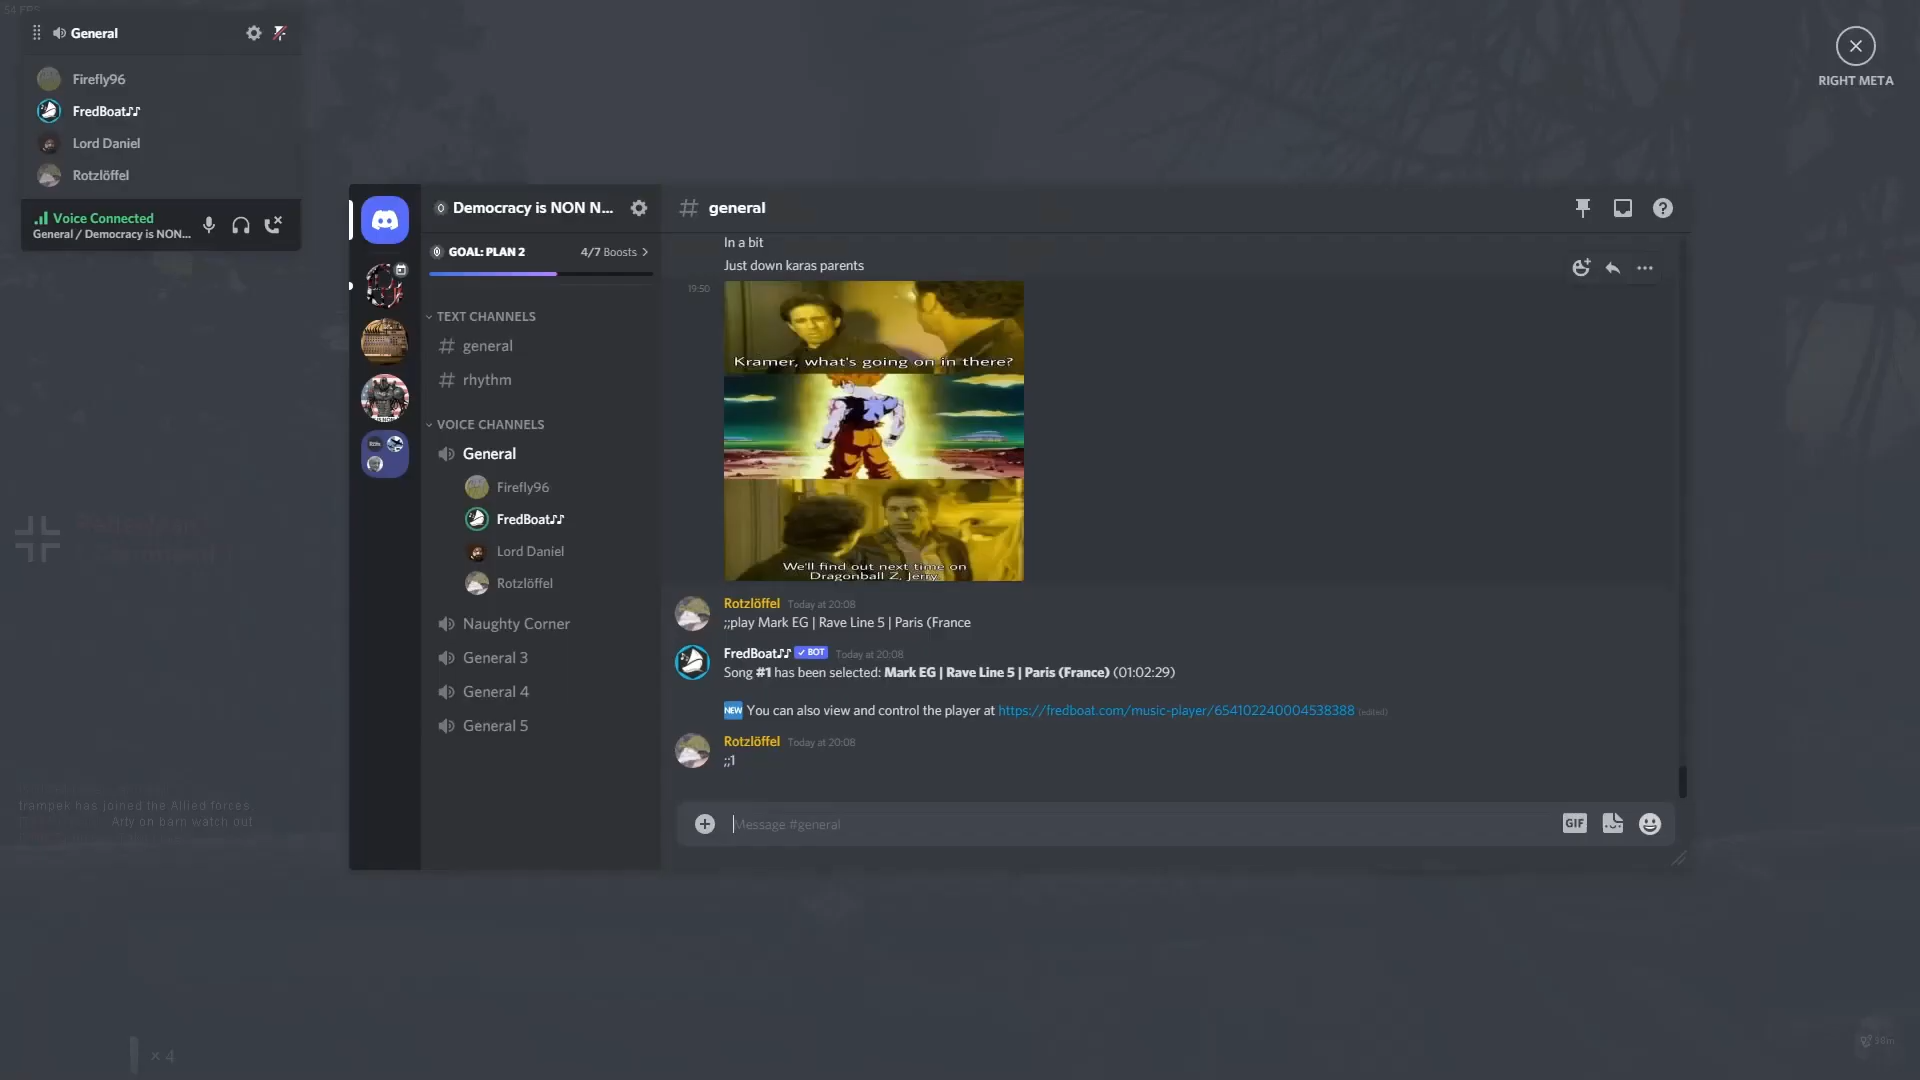 General
Firefly96
FredBoat♪♪
Lord Daniel
Rotzlöffel
Voice Connected
General / Democracy is NON...
RIGHT META
Democracy is NON N...
GOAL: PLAN 2 4/7 Boosts
TEXT CHANNELS
general
rhythm
VOICE CHANNELS
General
Firefly96
FredBoat♪♪
Lord Daniel
Rotzlöffel
Naughty Corner
General 3
General 4
General 5
# general
In a bit
Just down karas parents
19:50
Kramer, what's going on in there?
We'll find out next time on
Dragonball Z, Jerry
Rotzlöffel Today at 20:08
;;play Mark EG | Rave Line 5 | Paris (France
FredBoat♪♪ ✓ BOT Today at 20:08
Song #1 has been selected: Mark EG | Rave Line 5 | Paris (France) (01:02:29)
NEW You can also view and control the player at https://fredboat.com/music-player/654102240004538388 (edited)
Rotzlöffel Today at 20:08
;;1
Message #general
GIF
trampek has joined the Allied forces.
Arty on barn watch out
× 4